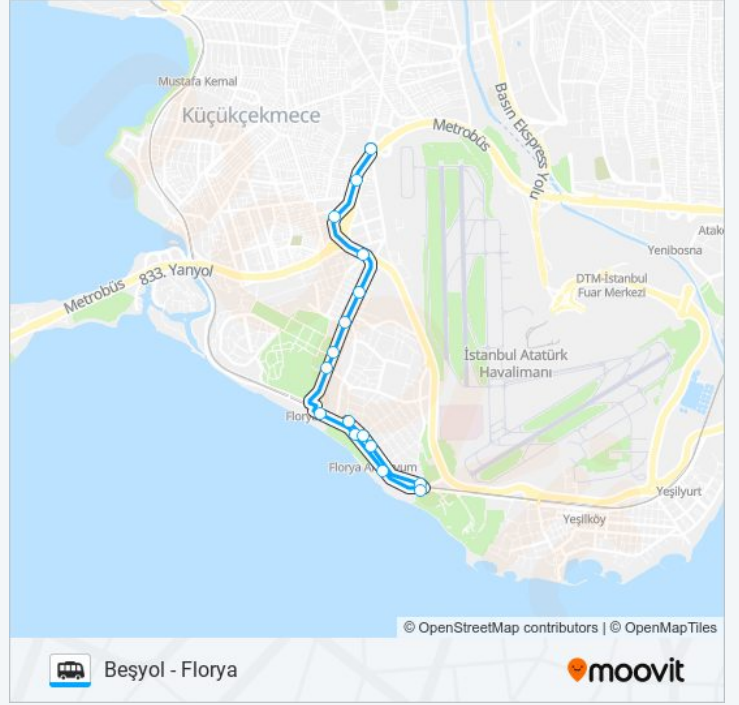 Mustafa Kemal
Küçükçekmece
Metrobüs
Basın Ekspress Yolu
Metrobüs
833. Yanyol
Yenibosna
DTM-İstanbul
Fuar Merkezi
İstanbul Atatürk
Havalimanı
Florya
Yeşilyurt
Yeşilköy
© OpenStreetMap contributors | © OpenMapTiles
Beşyol - Florya
moovit